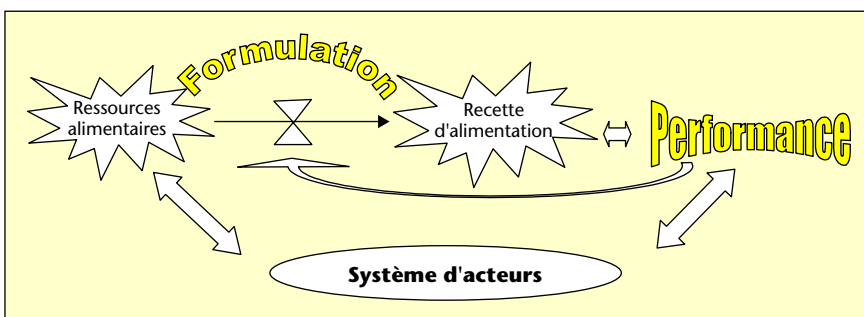 Formulation
Ressources
alimentaires
Recette
d'alimentation
Performance
Système d'acteurs